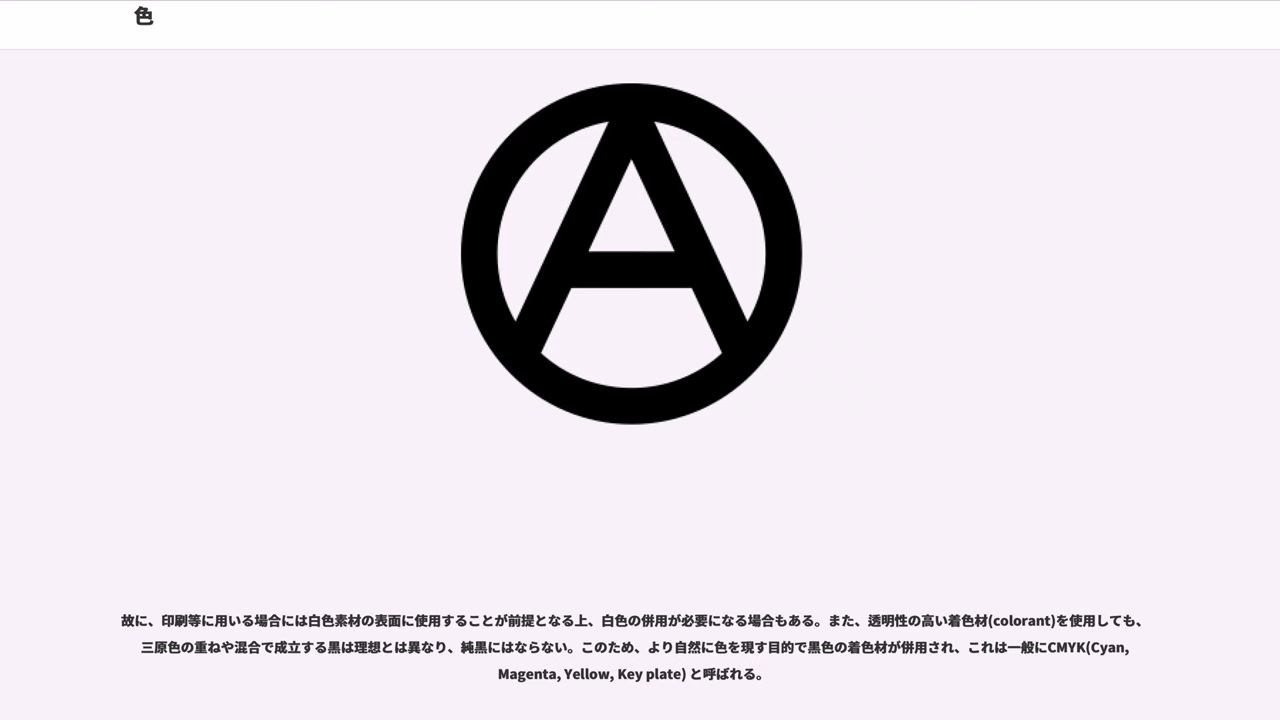 色
A
故に、印刷等に用いる場合には白色素材の表面に使用することが前提となる上、白色の併用が必要になる場合もある。また、透明性の高い着色材(colorant)を使用しても、
三原色の重ねや混合で成立する黒は理想とは異なり、純黒にはならない。このため、より自然に色を現す目的で黒色の着色材が併用され、これは一般にCMYK(Cyan,
Magenta, Yellow, Key plate) と呼ばれる。